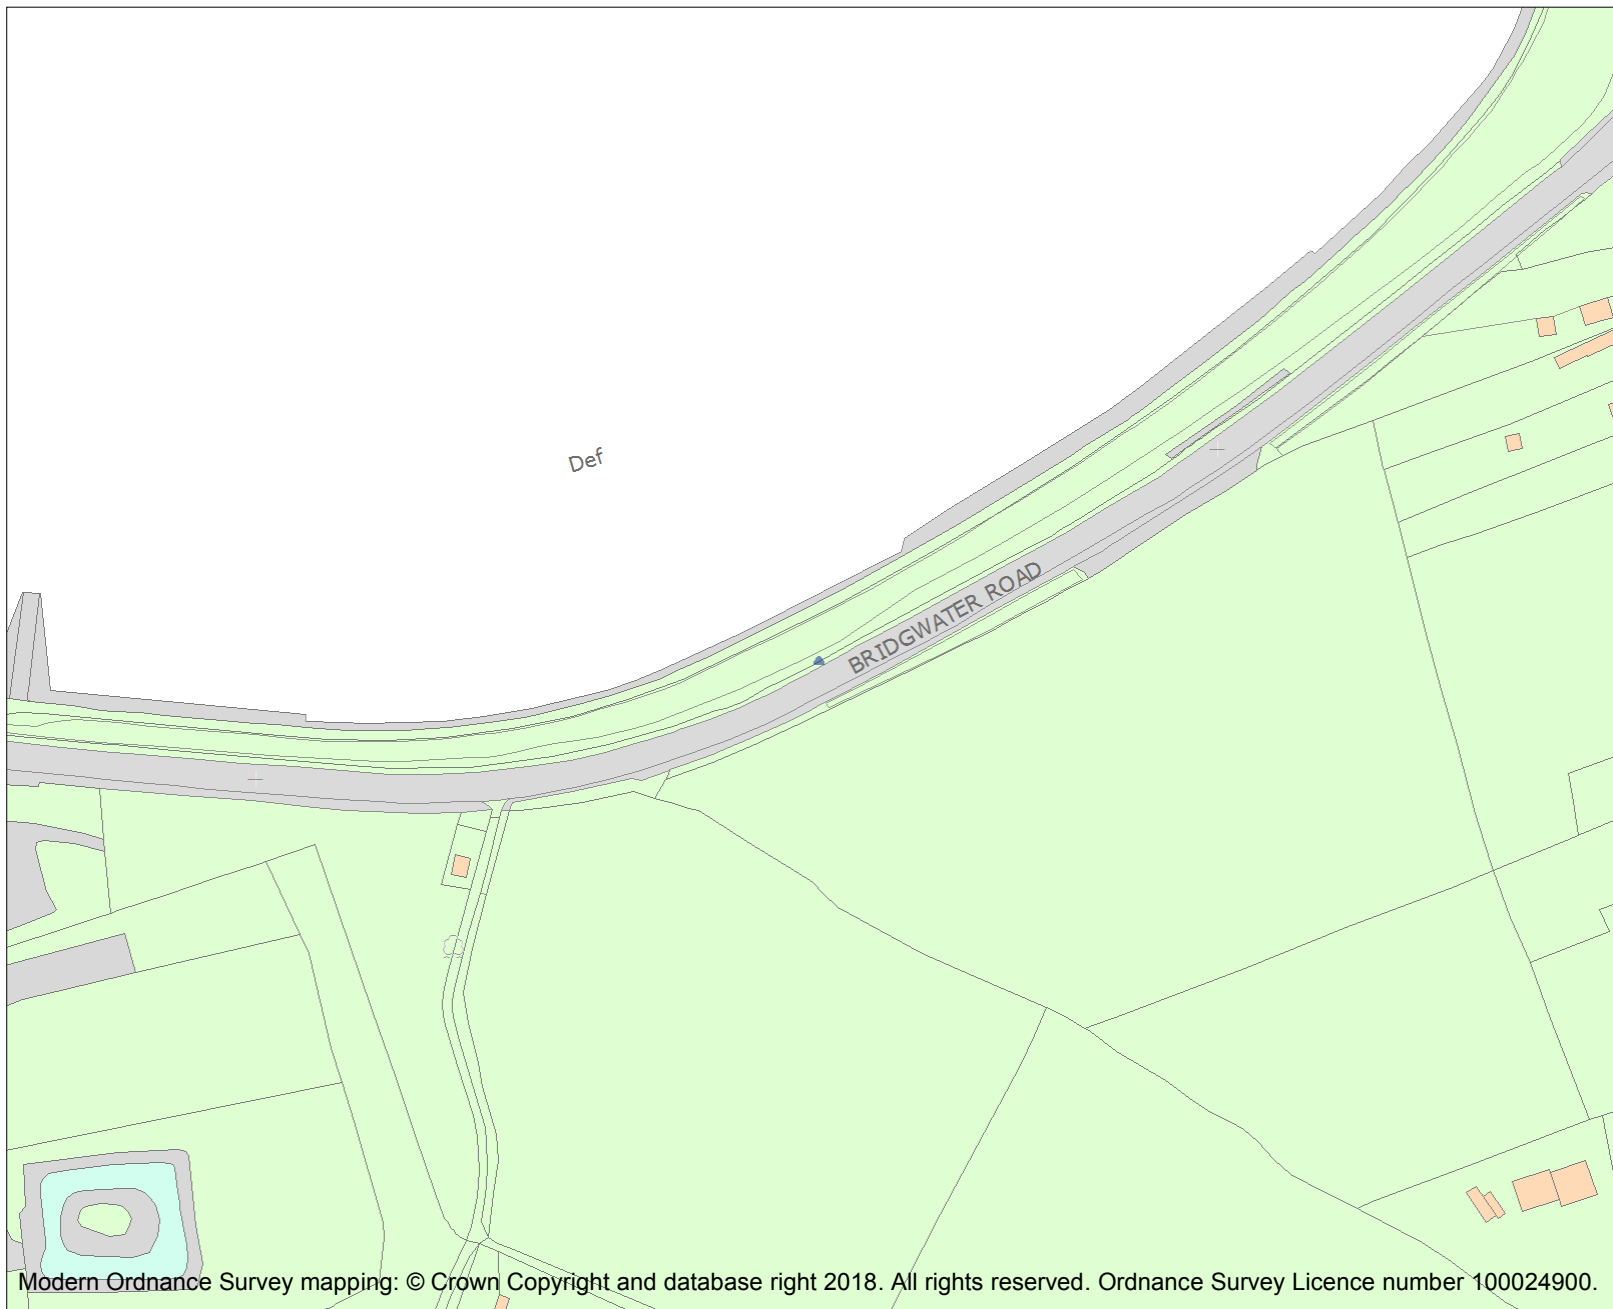 Def
BRIDGWATER ROAD
Modern Ordnance Survey mapping: © Crown Copyright and database right 2018. All rights reserved. Ordnance Survey Licence number 100024900.